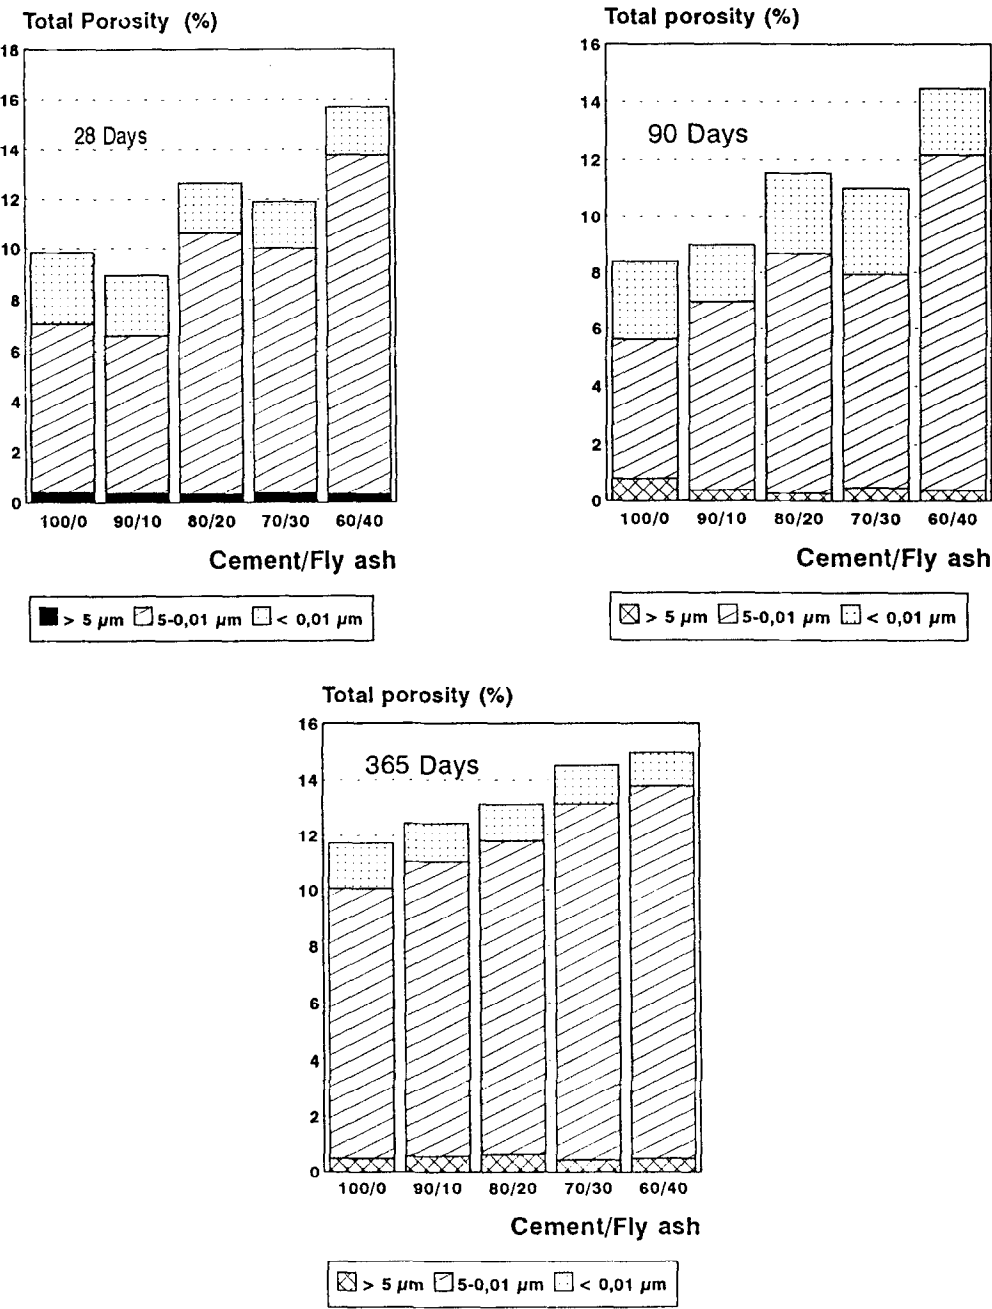 Total Porosity (%)
18
16
14
12
10
8
6
4
2
0
28 Days
100/0 90/10 80/20 70/30 60/40
Cement/Fly ash
> 5 µm 5-0,01 µm < 0,01 µm
Total porosity (%)
16
14
12
10
8
6
4
2
0
90 Days
100/0 90/10 80/20 70/30 60/40
Cement/Fly ash
> 5 µm 5-0,01 µm < 0,01 µm
Total porosity (%)
16
14
12
10
8
6
4
2
0
365 Days
100/0 90/10 80/20 70/30 60/40
Cement/Fly ash
> 5 µm 5-0,01 µm < 0,01 µm